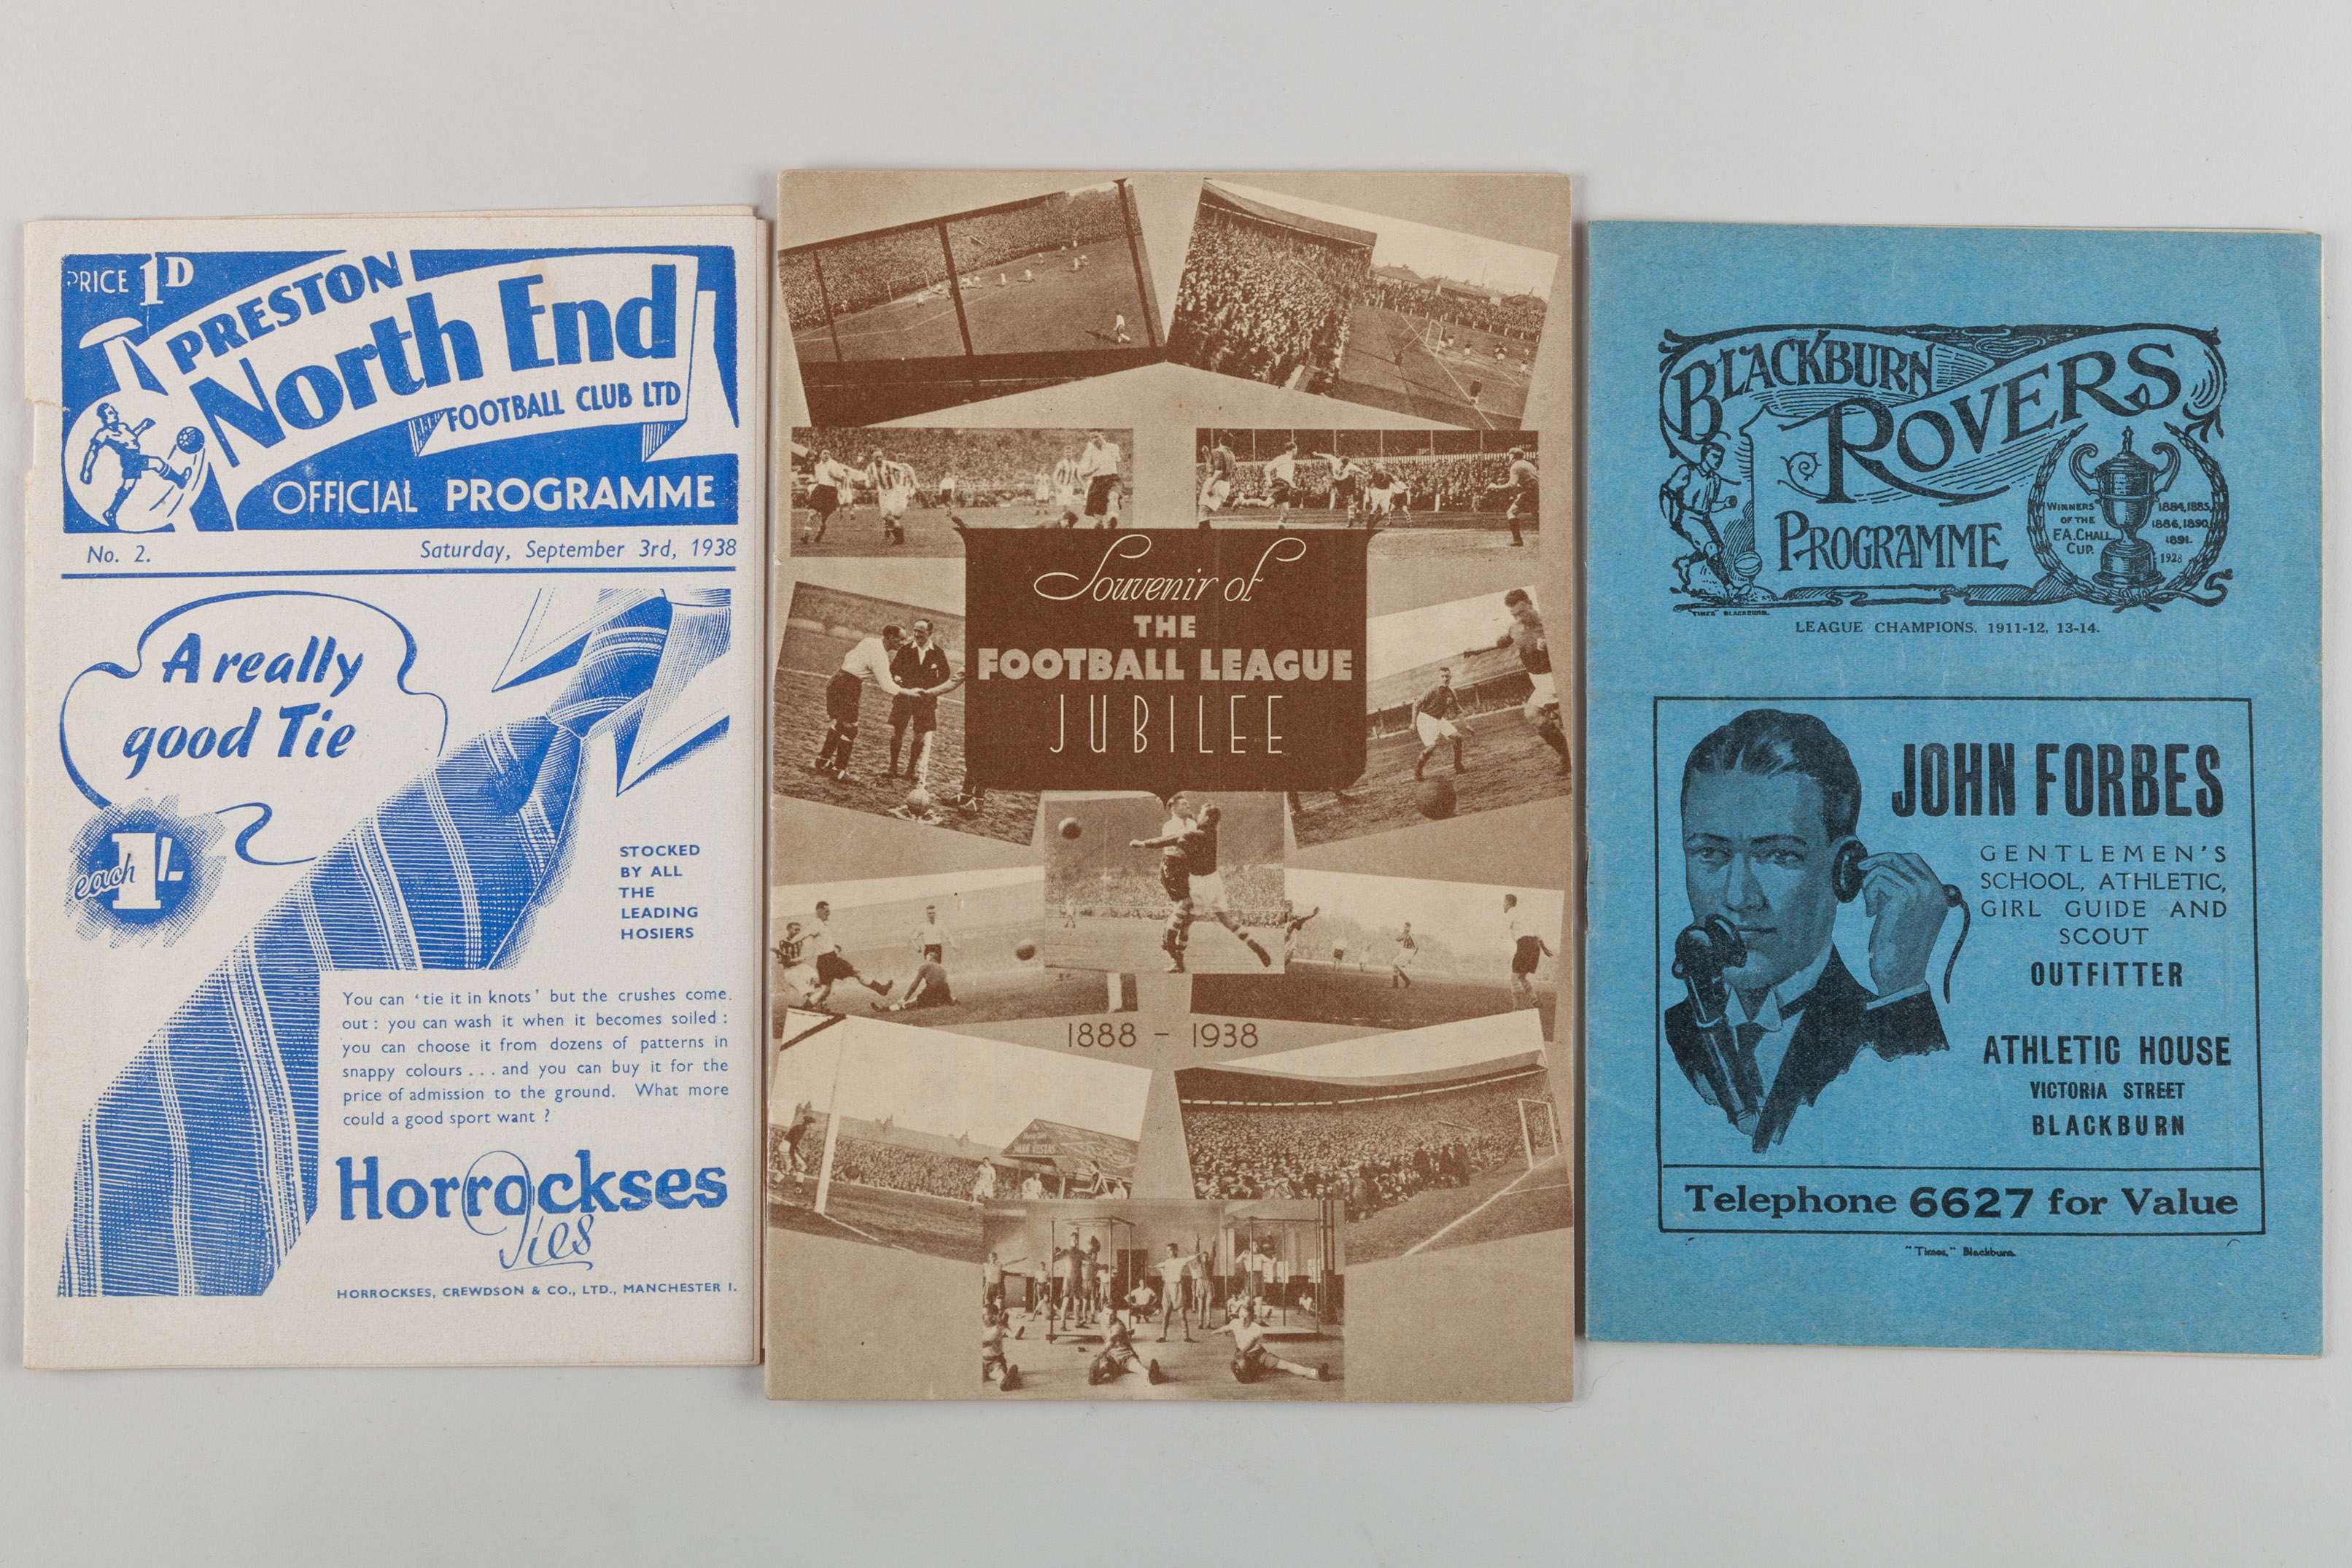 PRICE 1D
PRESTON
North End
FOOTBALL CLUB LTD
OFFICIAL PROGRAMME
No. 2.
Saturday, September 3rd, 1938
A really
good Tie
each 1/-
STOCKED
BY ALL
THE
LEADING
HOSIERS
You can 'tie it in knots' but the crushes come
out : you can wash it when it becomes soiled :
you can choose it from dozens of patterns in
snappy colours . . . and you can buy it for the
price of admission to the ground. What more
could a good sport want ?
Horrockses
Ties
HORROCKSES, CREWDSON & CO., LTD., MANCHESTER 1.
Souvenir of
THE
FOOTBALL LEAGUE
JUBILEE
1888 - 1938
BLACKBURN
ROVERS
PROGRAMME
WINNERS
OF THE
F.A. CHALL
CUP.
1884, 1885,
1886, 1890,
1891.
1928
"TIMES" BLACKBURN.
LEAGUE CHAMPIONS. 1911-12, 13-14.
JOHN FORBES
GENTLEMEN'S
SCHOOL, ATHLETIC,
GIRL GUIDE AND
SCOUT
OUTFITTER
ATHLETIC HOUSE
VICTORIA STREET
BLACKBURN
Telephone 6627 for Value
"Times," Blackburn.